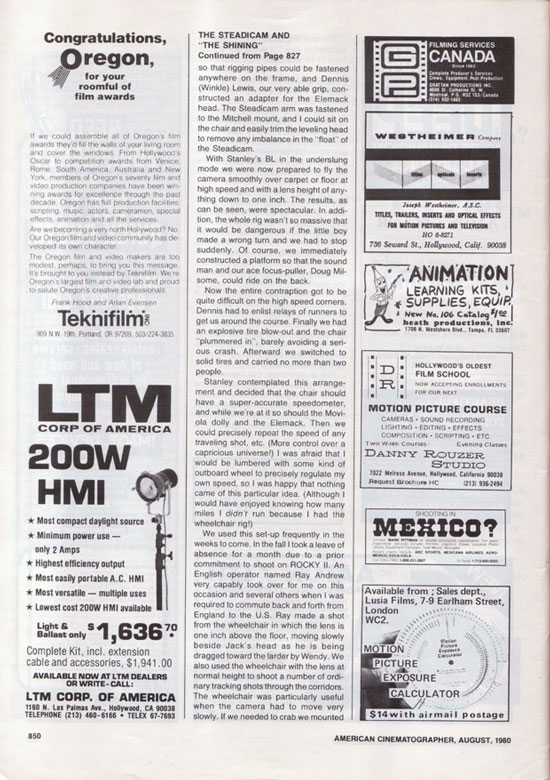 Congratulations,
Oregon,
for your
roomful of
film awards
If we could assemble all of Oregon's film
awards they'd fill the walls of your living room
and cover the windows. From Hollywood's
Oscar to competition awards from Venice,
Rome, South America, Australia and New
York, members of Oregon's seventy film and
video production companies have been win-
ning awards for excellence through the past
decade. Oregon has full production facilities:
scripting, music, actors, cameramen, special
effects, animation and all the services.
Are we becoming a very north Hollywood? No.
Our Oregon film and video community has de-
veloped its own character.
The Oregon film and video makers are too
modest, perhaps, to bring you this message.
It's brought to you instead by Teknifilm. We're
Oregon's largest film and video lab and proud
to salute Oregon's creative professionals.
Frank Hood and Arlan Evensen
Teknifilm INC
909 N.W. 19th, Portland, OR 97209, 503-224-3835
LTM
CORP OF AMERICA
200W
HMI
★ Most compact daylight source
★ Minimum power use —
only 2 Amps
★ Highest efficiency output
★ Most easily portable A.C. HMI
★ Most versatile — multiple uses
★ Lowest cost 200W HMI available
Light &
Ballast only $1,636.70
Complete Kit, incl. extension
cable and accessories, $1,941.00
AVAILABLE NOW AT LTM DEALERS
OR WRITE-CALL:
LTM CORP. OF AMERICA
1160 N. Las Palmas Ave., Hollywood, CA 90038
TELEPHONE (213) 460-6166 • TELEX 67-7693
THE STEADICAM AND
"THE SHINING"
Continued from Page 827
so that rigging pipes could be fastened
anywhere on the frame, and Dennis
(Winkle) Lewis, our very able grip, con-
structed an adapter for the Elemack
head. The Steadicam arm was fastened
to the Mitchell mount, and I could sit on
the chair and easily trim the leveling head
to remove any imbalance in the "float" of
the Steadicam.
With Stanley's BL in the underslung
mode we were now prepared to fly the
camera smoothly over carpet or floor at
high speed and with a lens height of any-
thing down to one inch. The results, as
can be seen, were spectacular. In addi-
tion, the whole rig wasn't so massive that
it would be dangerous if the little boy
made a wrong turn and we had to stop
suddenly. Of course, we immediately
constructed a platform so that the sound
man and our ace focus-puller, Doug Mil-
some, could ride on the back.
Now the entire contraption got to be
quite difficult on the high speed corners.
Dennis had to enlist relays of runners to
get us around the course. Finally we had
an explosive tire blow-out and the chair
"plummered in", barely avoiding a seri-
ous crash. Afterward we switched to
solid tires and carried no more than two
people.
Stanley contemplated this arrange-
ment and decided that the chair should
have a super-accurate speedometer,
and while we're at it so should the Movi-
ola dolly and the Elemack. Then we
could precisely repeat the speed of any
traveling shot, etc. (More control over a
capricious universe!) I was afraid that I
would be lumbered with some kind of
outboard wheel to precisely regulate my
own speed, so I was happy that nothing
came of this particular idea. (Although I
would have enjoyed knowing how many
miles I didn't run because I had the
wheelchair rig!)
We used this set-up frequently in the
weeks to come. In the fall I took a leave of
absence for a month due to a prior
commitment to shoot on ROCKY II. An
English operator named Ray Andrew
very capably took over for me on this
occasion and several others when I was
required to commute back and forth from
England to the U.S. Ray made a shot
from the wheelchair in which the lens is
one inch above the floor, moving slowly
beside Jack's head as he is being
dragged toward the larder by Wendy. We
also used the wheelchair with the lens at
normal height to shoot a number of ordi-
nary tracking shots through the corridors.
The wheelchair was particularly useful
when the camera had to move very
slowly. If we needed to crab we mounted
FILMING SERVICES
CANADA
Since 1963
Complete Producer's Services
Crews, Equipment, Post-Production
WESTHEIMER Company
titles opticals inserts
Joseph Westheimer, A.S.C.
TITLES, TRAILERS, INSERTS AND OPTICAL EFFECTS
FOR MOTION PICTURES AND TELEVISION
HO 6-8271
736 Seward St., Hollywood, Calif. 90038
ANIMATION
LEARNING KITS,
SUPPLIES, EQUIP.
New No. 106 Catalog $1.00
heath productions, inc.
1700 N. Westshore Blvd., Tampa, FL 33607
D
R
HOLLYWOOD'S OLDEST
FILM SCHOOL
NOW ACCEPTING ENROLLMENTS
FOR OUR NEXT
MOTION PICTURE COURSE
CAMERAS • SOUND RECORDING
LIGHTING • EDITING • EFFECTS
COMPOSITION • SCRIPTING • ETC.
Two Week Courses Evening Classes
DANNY ROUZER
STUDIO
7022 Melrose Avenue, Hollywood, California 90038
Request Brochure HC (213) 936-2494
SHOOTING IN
MEXICO?
Available from ; Sales dept.,
Lusia Films, 7-9 Earlham Street,
London
WC2.
Motion
Picture
Exposure
Calculator
MOTION
PICTURE
EXPOSURE
CALCULATOR
$14 with airmail postage
850
AMERICAN CINEMATOGRAPHER, AUGUST, 1980